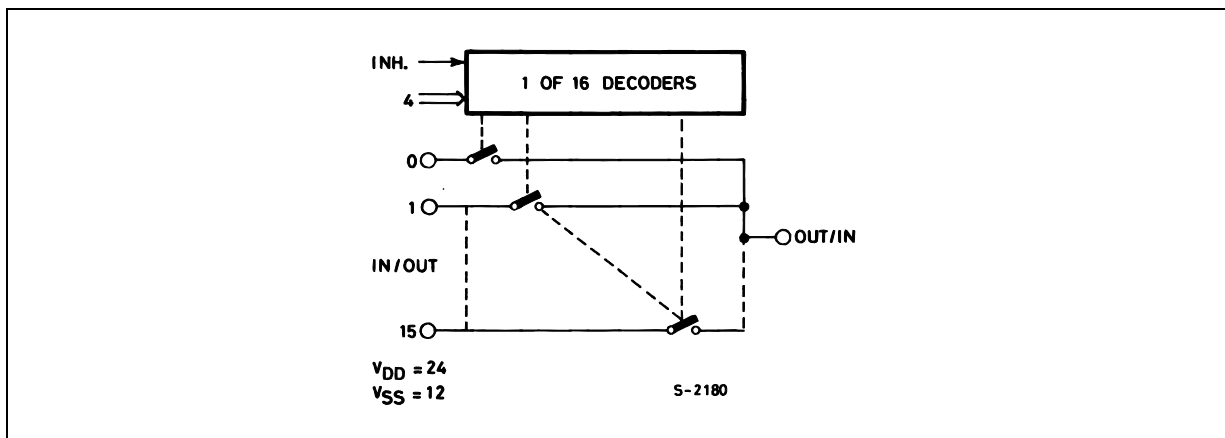 INH.
1 OF 16 DECODERS
4
0
1
OUT/IN
IN/OUT
15
VDD = 24
VSS = 12
S-2180